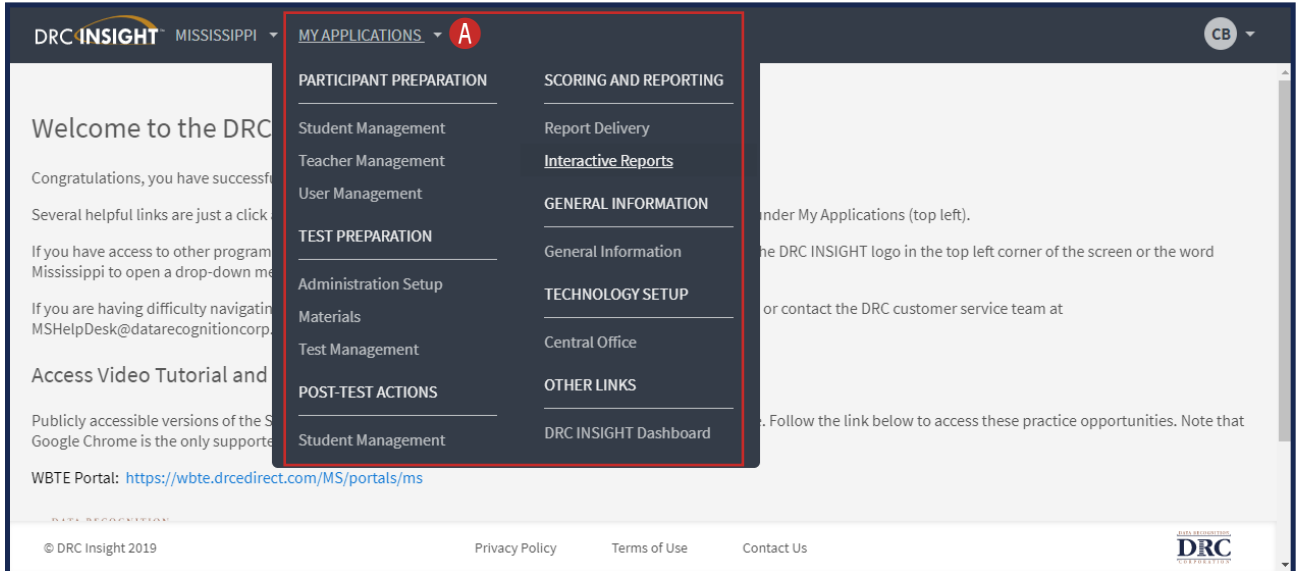 DRC INSIGHT™ MISSISSIPPI MY APPLICATIONS A CB
PARTICIPANT PREPARATION
Student Management
Teacher Management
User Management
TEST PREPARATION
Administration Setup
Materials
Test Management
POST-TEST ACTIONS
Student Management
SCORING AND REPORTING
Report Delivery
Interactive Reports
GENERAL INFORMATION
General Information
TECHNOLOGY SETUP
Central Office
OTHER LINKS
DRC INSIGHT Dashboard
Welcome to the DRC
Congratulations, you have successf
Several helpful links are just a click under My Applications (top left).
If you have access to other program he DRC INSIGHT logo in the top left corner of the screen or the word
Mississippi to open a drop-down me
If you are having difficulty navigatin or contact the DRC customer service team at
MSHelpDesk@datarecognitioncorp.
Access Video Tutorial and
Publicly accessible versions of the S e. Follow the link below to access these practice opportunities. Note that
Google Chrome is the only supporte
WBTE Portal: https://wbte.drcedirect.com/MS/portals/ms
DATA RECOGNITION
© DRC Insight 2019 Privacy Policy Terms of Use Contact Us
DATA RECOGNITION
DRC
CORPORATION